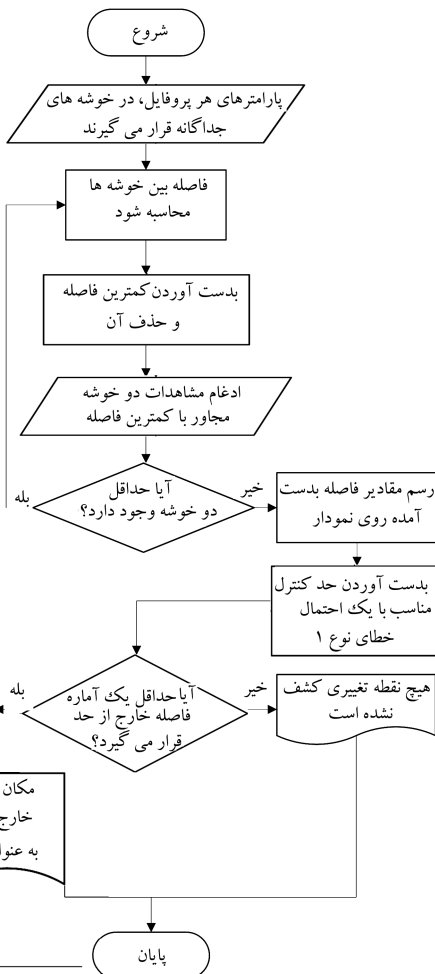 شروع
پارامترهای هر پروفایل، در خوشه های
جداگانه قرار می گیرند
فاصله بین خوشه ها
محاسبه شود
بدست آوردن کمترین فاصله
و حذف آن
ادغام مشاهدات دو خوشه
مجاور با کمترین فاصله
آیا حداقل
دو خوشه وجود دارد؟
بله
خیر
رسم مقادیر فاصله بدست
آمده روی نمودار
بدست آوردن حد کنترل
مناسب با یک احتمال
خطای نوع ۱
آیا حداقل یک آماره
فاصله خارج از حد
قرار می گیرد؟
بله
خیر
هیچ نقطه تغییری کشف
نشده است
مکان
خارج
به عنوا
پایان